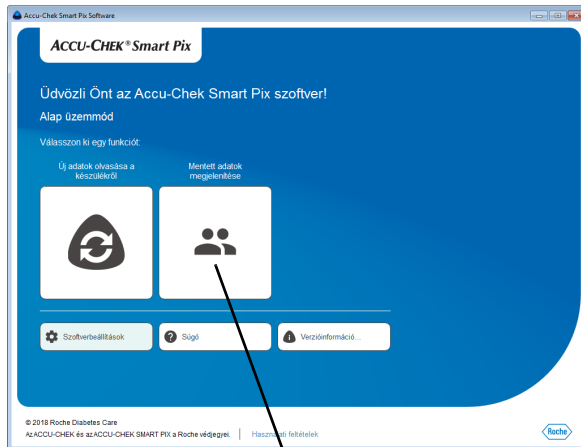 Accu-Chek Smart Pix Software
ACCU-CHEK® Smart Pix
Üdvözli Önt az Accu-Chek Smart Pix szoftver!
Alap üzemmód
Válasszon ki egy funkciót:
Új adatok olvasása a
készülékről
Mentett adatok
megjelenítése
Szoftverbeállítások
Súgó
Verzióinformáció...
© 2018 Roche Diabetes Care
Az ACCU-CHEK és az ACCU-CHEK SMART PIX a Roche védjegyei. | Használati feltételek
Roche